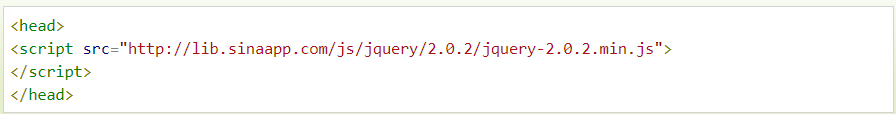 <head>
<script src="http://lib.sinaapp.com/js/jquery/2.0.2/jquery-2.0.2.min.js">
</script>
</head>